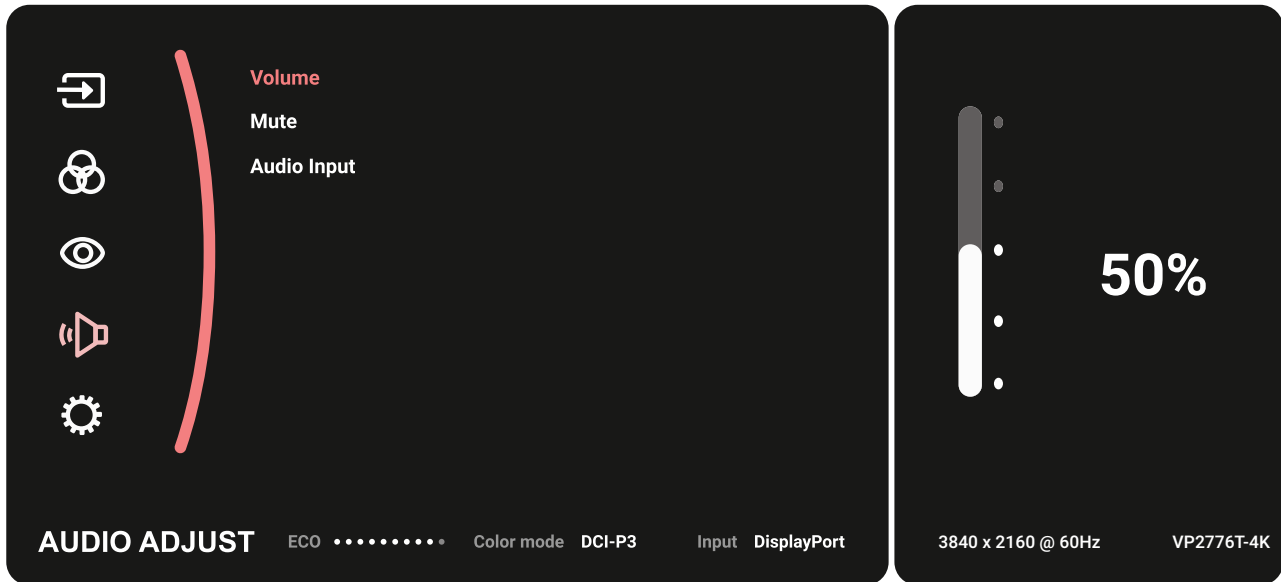 Volume
Mute
Audio Input
50%
AUDIO ADJUST ECO Color mode DCI-P3 Input DisplayPort 3840 x 2160 @ 60Hz VP2776T-4K